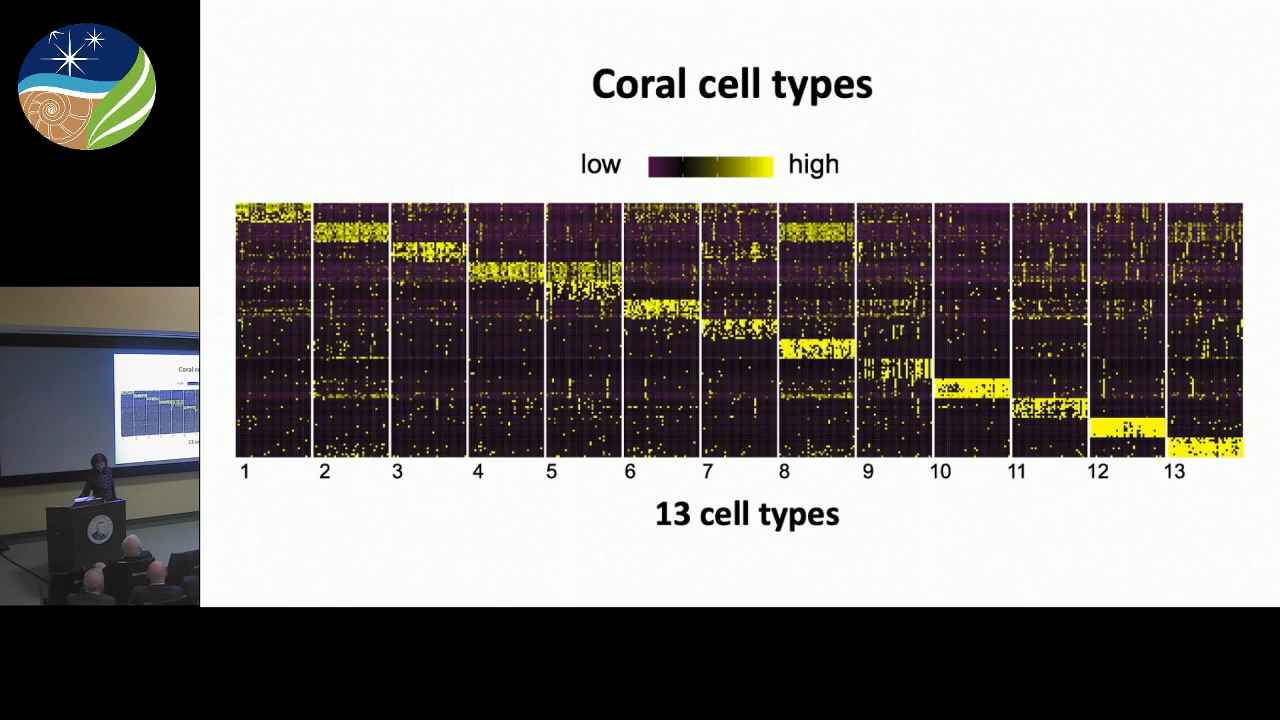 Coral cell types
low high
1 2 3 4 5 6 7 8 9 10 11 12 13
13 cell types